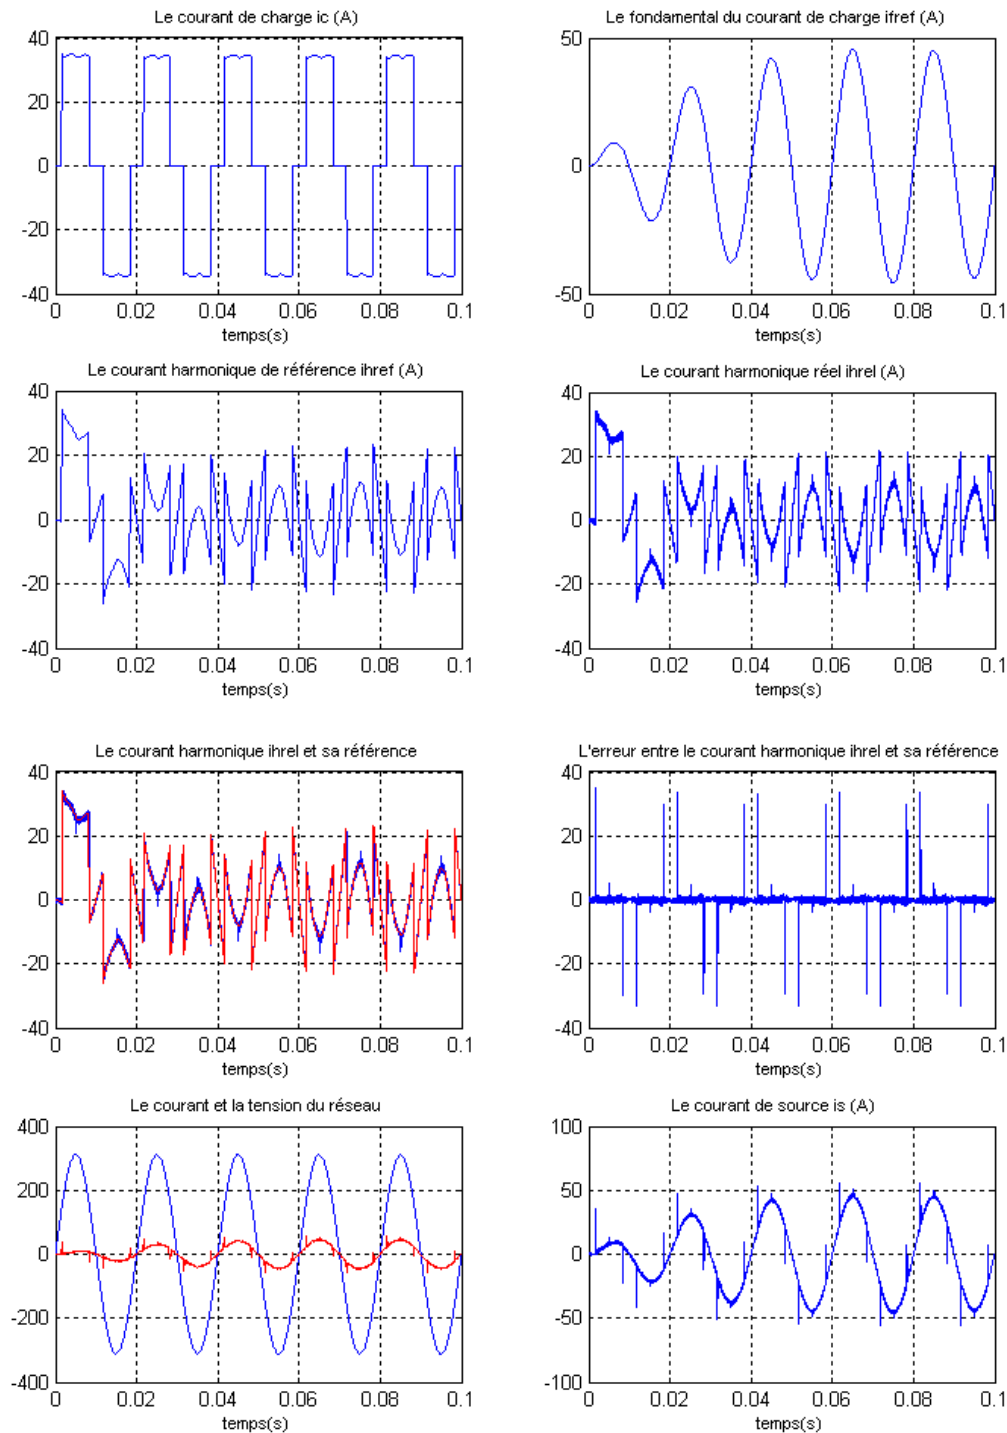 Le courant de charge ic (A)
40
20
0
-20
-40
0 0.02 0.04 0.06 0.08 0.1
temps(s)
Le fondamental du courant de charge ifref (A)
50
0
-50
0 0.02 0.04 0.06 0.08 0.1
temps(s)
Le courant harmonique de référence ihref (A)
40
20
0
-20
-40
0 0.02 0.04 0.06 0.08 0.1
temps(s)
Le courant harmonique réel ihrel (A)
40
20
0
-20
-40
0 0.02 0.04 0.06 0.08 0.1
temps(s)
Le courant harmonique ihrel et sa référence
40
20
0
-20
-40
0 0.02 0.04 0.06 0.08 0.1
temps(s)
L'erreur entre le courant harmonique ihrel et sa référence
40
20
0
-20
-40
0 0.02 0.04 0.06 0.08 0.1
temps(s)
Le courant et la tension du réseau
400
200
0
-200
-400
0 0.02 0.04 0.06 0.08 0.1
temps(s)
Le courant de source is (A)
100
50
0
-50
-100
0 0.02 0.04 0.06 0.08 0.1
temps(s)